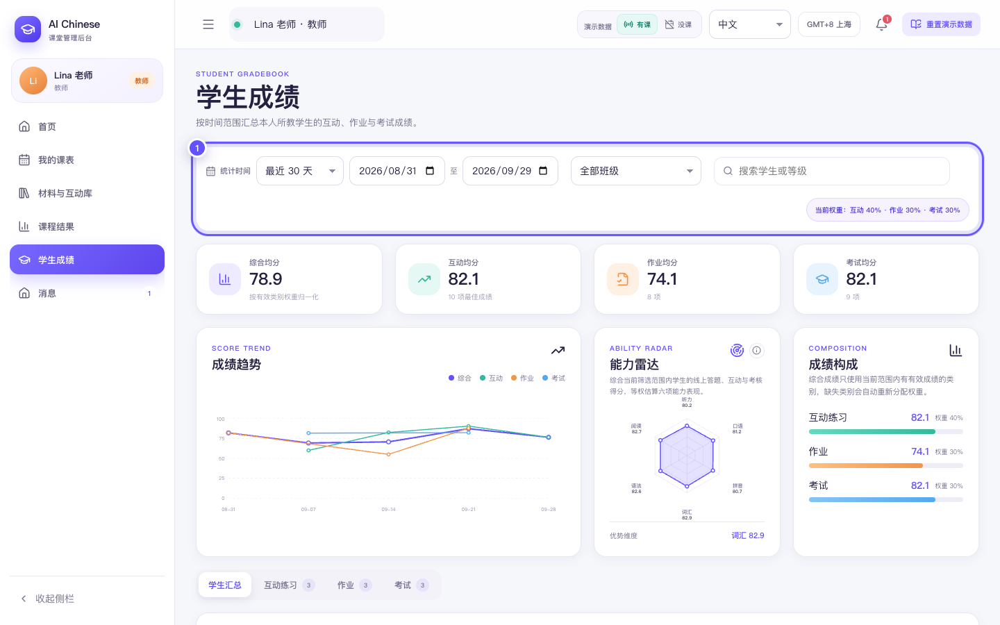 AI Chinese
课堂管理后台
Li
Lina 老师
教师
教师
首页
我的课表
材料与互动库
课程结果
学生成绩
消息
1
收起侧栏
Lina 老师 · 教师
演示数据
有课
没课
中文
GMT+8 上海
1
重置演示数据
STUDENT GRADEBOOK
学生成绩
按时间范围汇总本人所教学生的互动、作业与考试成绩。
1
统计时间
最近 30 天
2026/08/31
至
2026/09/29
全部班级
搜索学生或等级
当前权重：互动 40% · 作业 30% · 考试 30%
综合均分
78.9
按有效类别权重归一化
互动均分
82.1
10 项最佳成绩
作业均分
74.1
8 项
考试均分
82.1
9 项
SCORE TREND
成绩趋势
综合
互动
作业
考试
100
75
50
25
0
08-31
09-07
09-14
09-21
09-28
ABILITY RADAR
能力雷达
综合当前筛选范围内学生的线上答题、互动与考核
得分，等权估算六项能力表现。
听力
80.2
口语
81.2
拼音
80.7
词汇
82.9
语法
82.6
阅读
82.7
优势维度
词汇 82.9
COMPOSITION
成绩构成
综合成绩只使用当前范围内有有效成绩的类
别，缺失类别会自动重新分配权重。
互动练习
82.1
权重 40%
作业
74.1
权重 30%
考试
82.1
权重 30%
学生汇总
互动练习
3
作业
3
考试
3